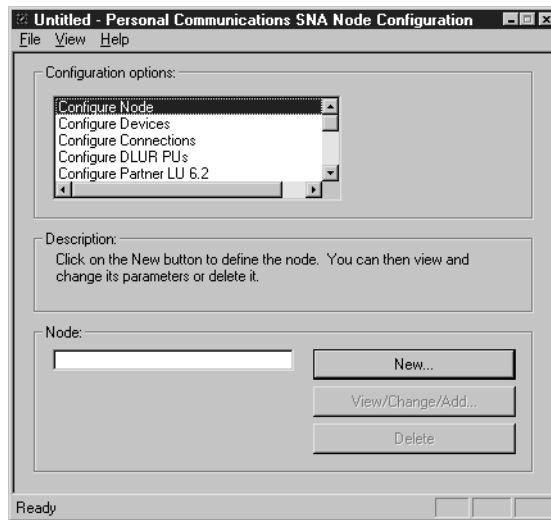 Untitled - Personal Communications SNA Node Configuration
File View Help
Configuration options:
Configure Node
Configure Devices
Configure Connections
Configure DLUR PUs
Configure Partner LU 6.2
Description:
Click on the New button to define the node. You can then view and
change its parameters or delete it.
Node:
New...
View/Change/Add...
Delete
Ready